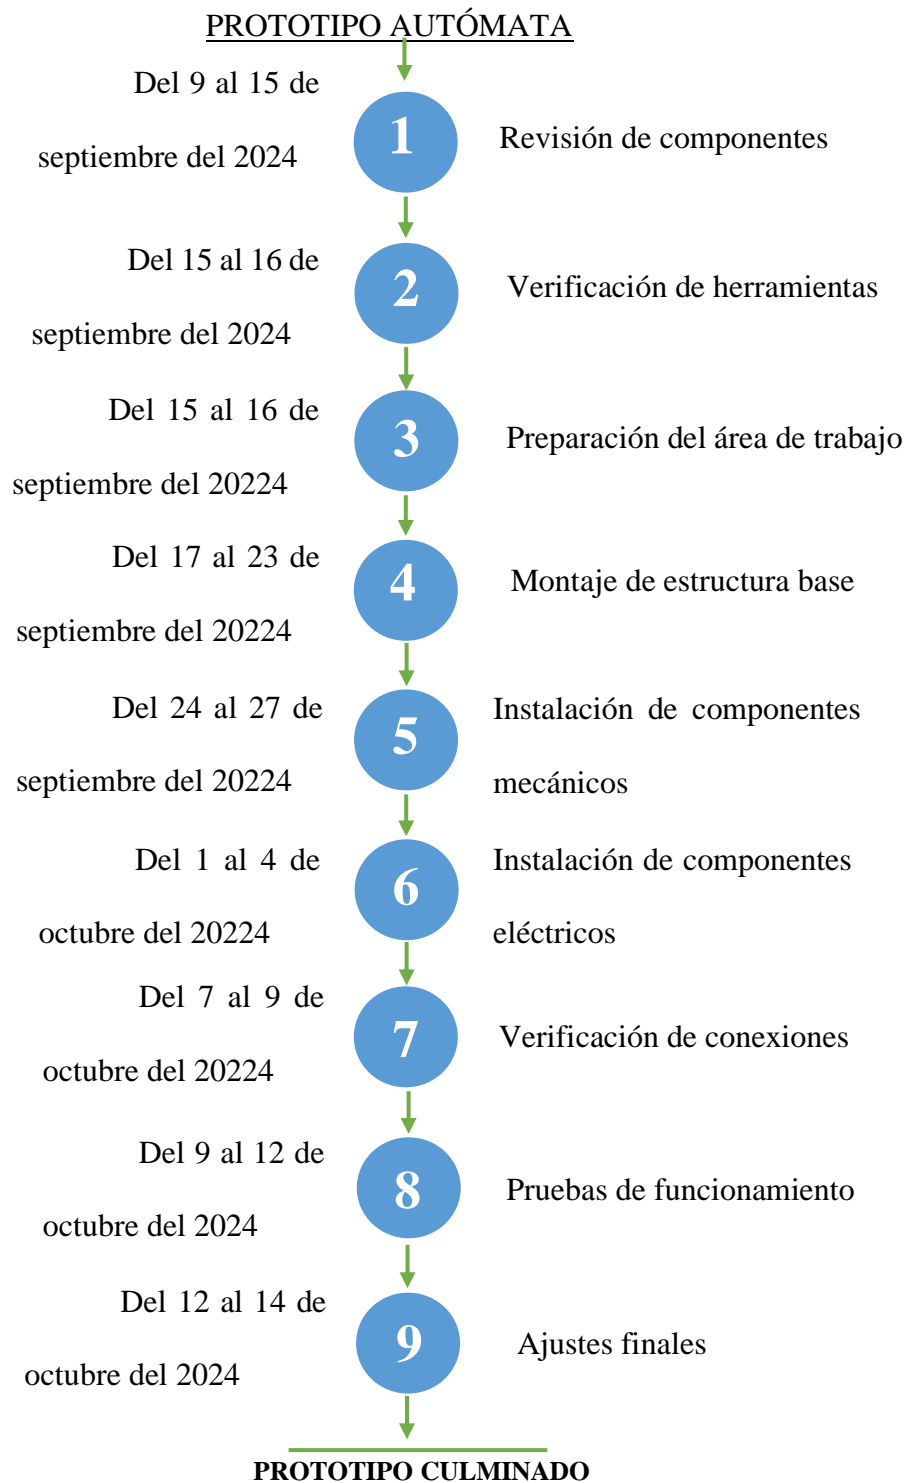 PROTOTIPO AUTÓMATA
Del 9 al 15 de
septiembre del 2024
1
Revisión de componentes
Del 15 al 16 de
septiembre del 2024
2
Verificación de herramientas
Del 15 al 16 de
septiembre del 20224
3
Preparación del área de trabajo
Del 17 al 23 de
septiembre del 20224
4
Montaje de estructura base
Del 24 al 27 de
septiembre del 20224
5
Instalación de componentes
mecánicos
Del 1 al 4 de
octubre del 20224
6
Instalación de componentes
eléctricos
Del 7 al 9 de
octubre del 20224
7
Verificación de conexiones
Del 9 al 12 de
octubre del 2024
8
Pruebas de funcionamiento
Del 12 al 14 de
octubre del 2024
9
Ajustes finales
PROTOTIPO CULMINADO